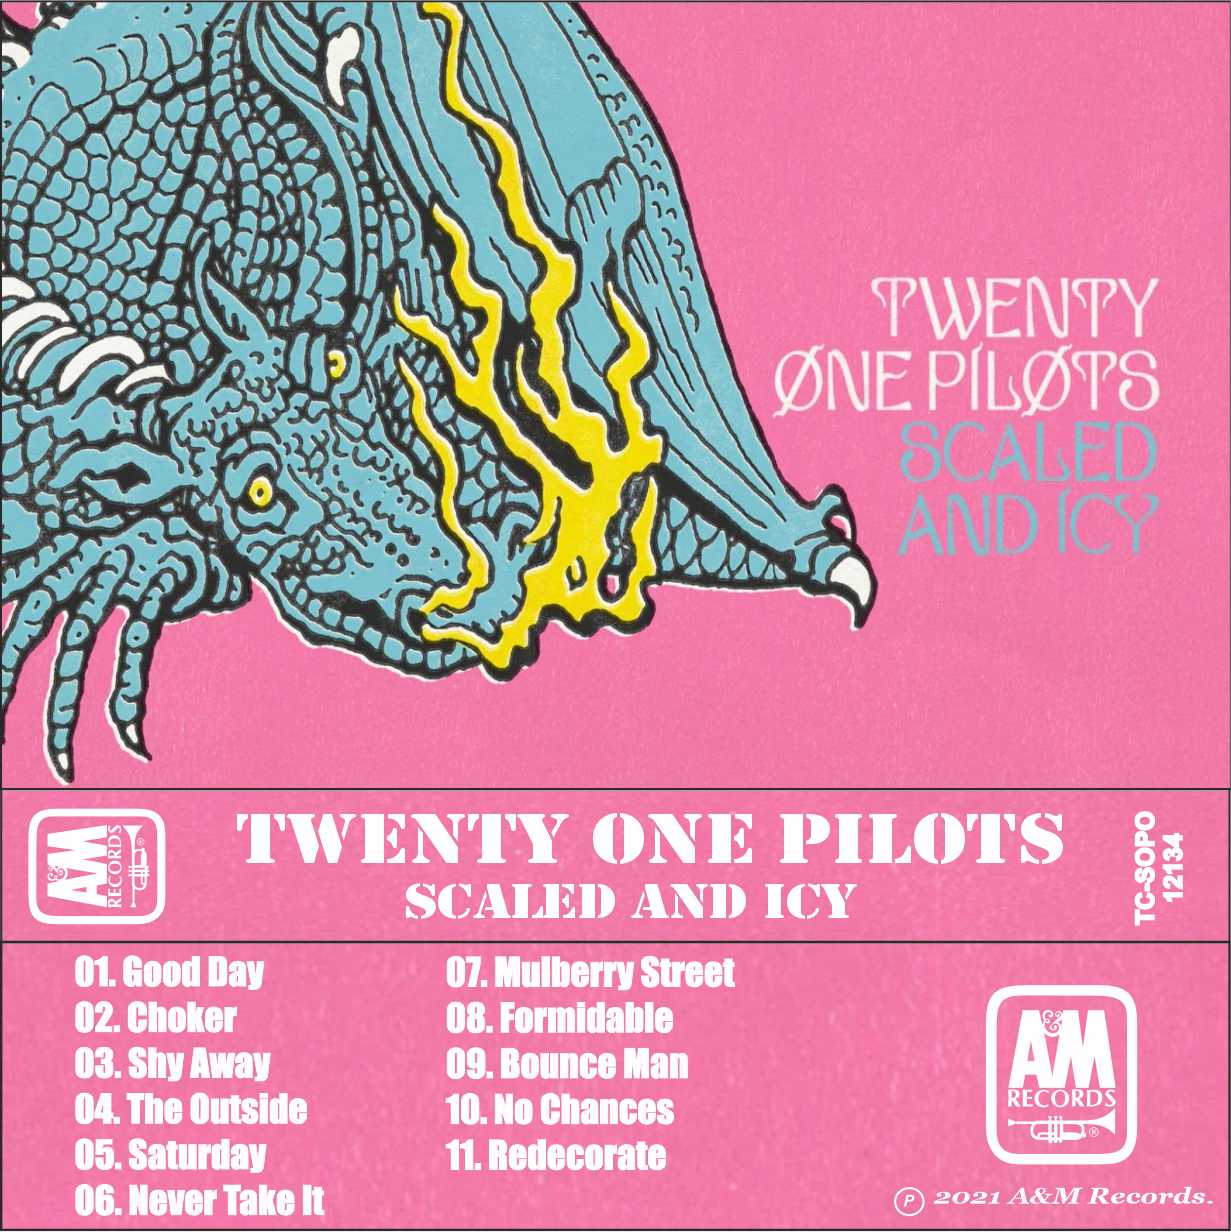 TWENTY
ØNE PILØTS
SCALED
AND ICY
A&M
RECORDS
®
TWENTY ONE PILOTS
SCALED AND ICY
TC-SOPO
12134
01. Good Day
02. Choker
03. Shy Away
04. The Outside
05. Saturday
06. Never Take It
07. Mulberry Street
08. Formidable
09. Bounce Man
10. No Chances
11. Redecorate
A&M
RECORDS
®
℗ 2021 A&M Records.